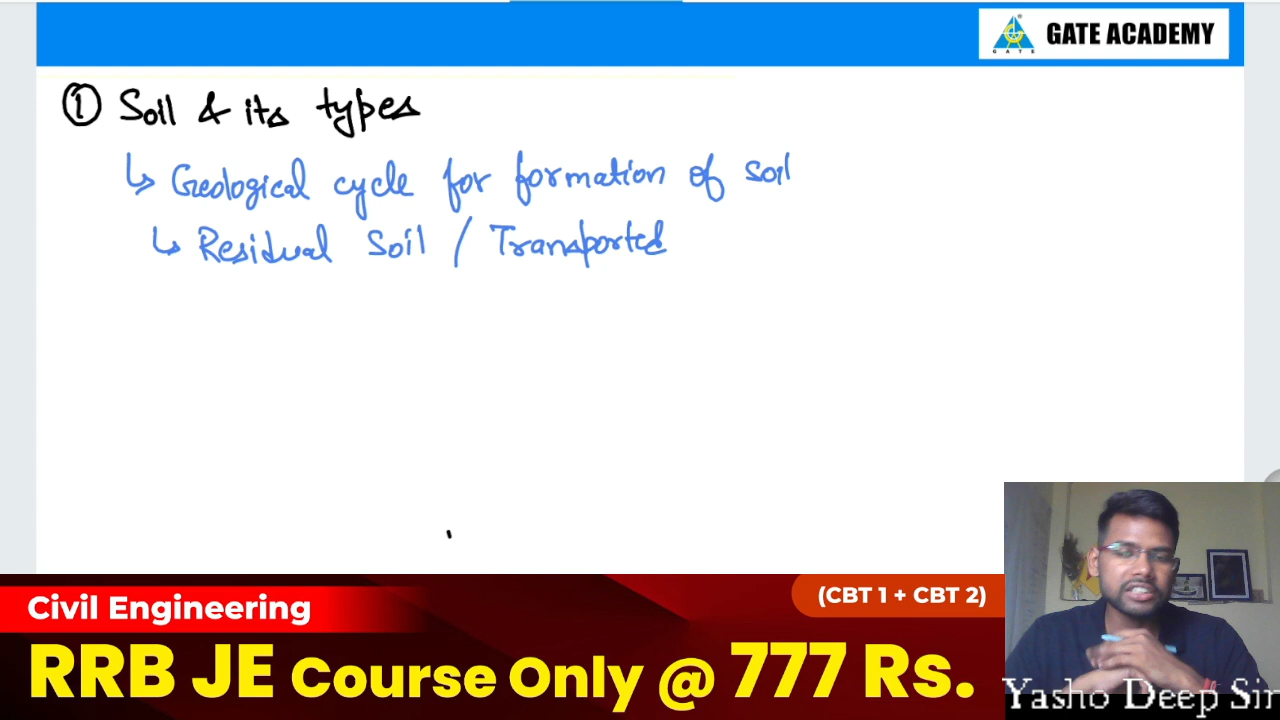 GATE
GATE ACADEMY
① Soil & its types
↳ Geological cycle for formation of soil
↳ Residual Soil / Transported
Civil Engineering
(CBT 1 + CBT 2)
RRB JE Course Only @ 777 Rs.
Yasho Deep Sir